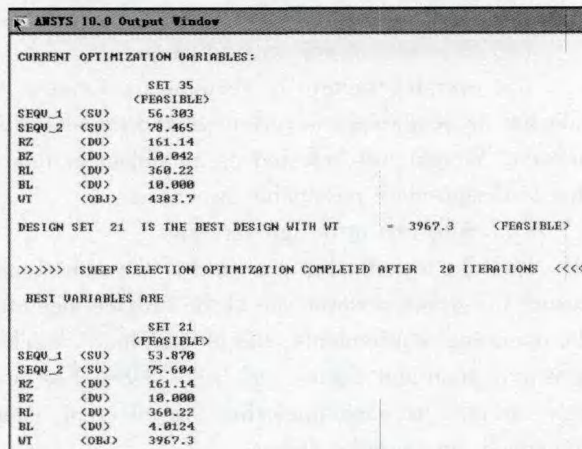 ANSYS 10.0 Output Window
CURRENT OPTIMIZATION VARIABLES:
SET 35
(FEASIBLE)
SEQU_1 (SV) 56.303
SEQU_2 (SV) 78.465
RZ (DV) 161.14
BZ (DV) 10.042
RL (DV) 360.22
BL (DV) 10.000
WT (OBJ) 4383.7
DESIGN SET 21 IS THE BEST DESIGN WITH WT = 3967.3 (FEASIBLE)
>>>>>> SWEEP SELECTION OPTIMIZATION COMPLETED AFTER 20 ITERATIONS <<<<
BEST VARIABLES ARE
SET 21
(FEASIBLE)
SEQU_1 (SV) 53.870
SEQU_2 (SV) 75.604
RZ (DV) 161.14
BZ (DV) 10.000
RL (DV) 360.22
BL (DV) 4.0124
WT (OBJ) 3967.3